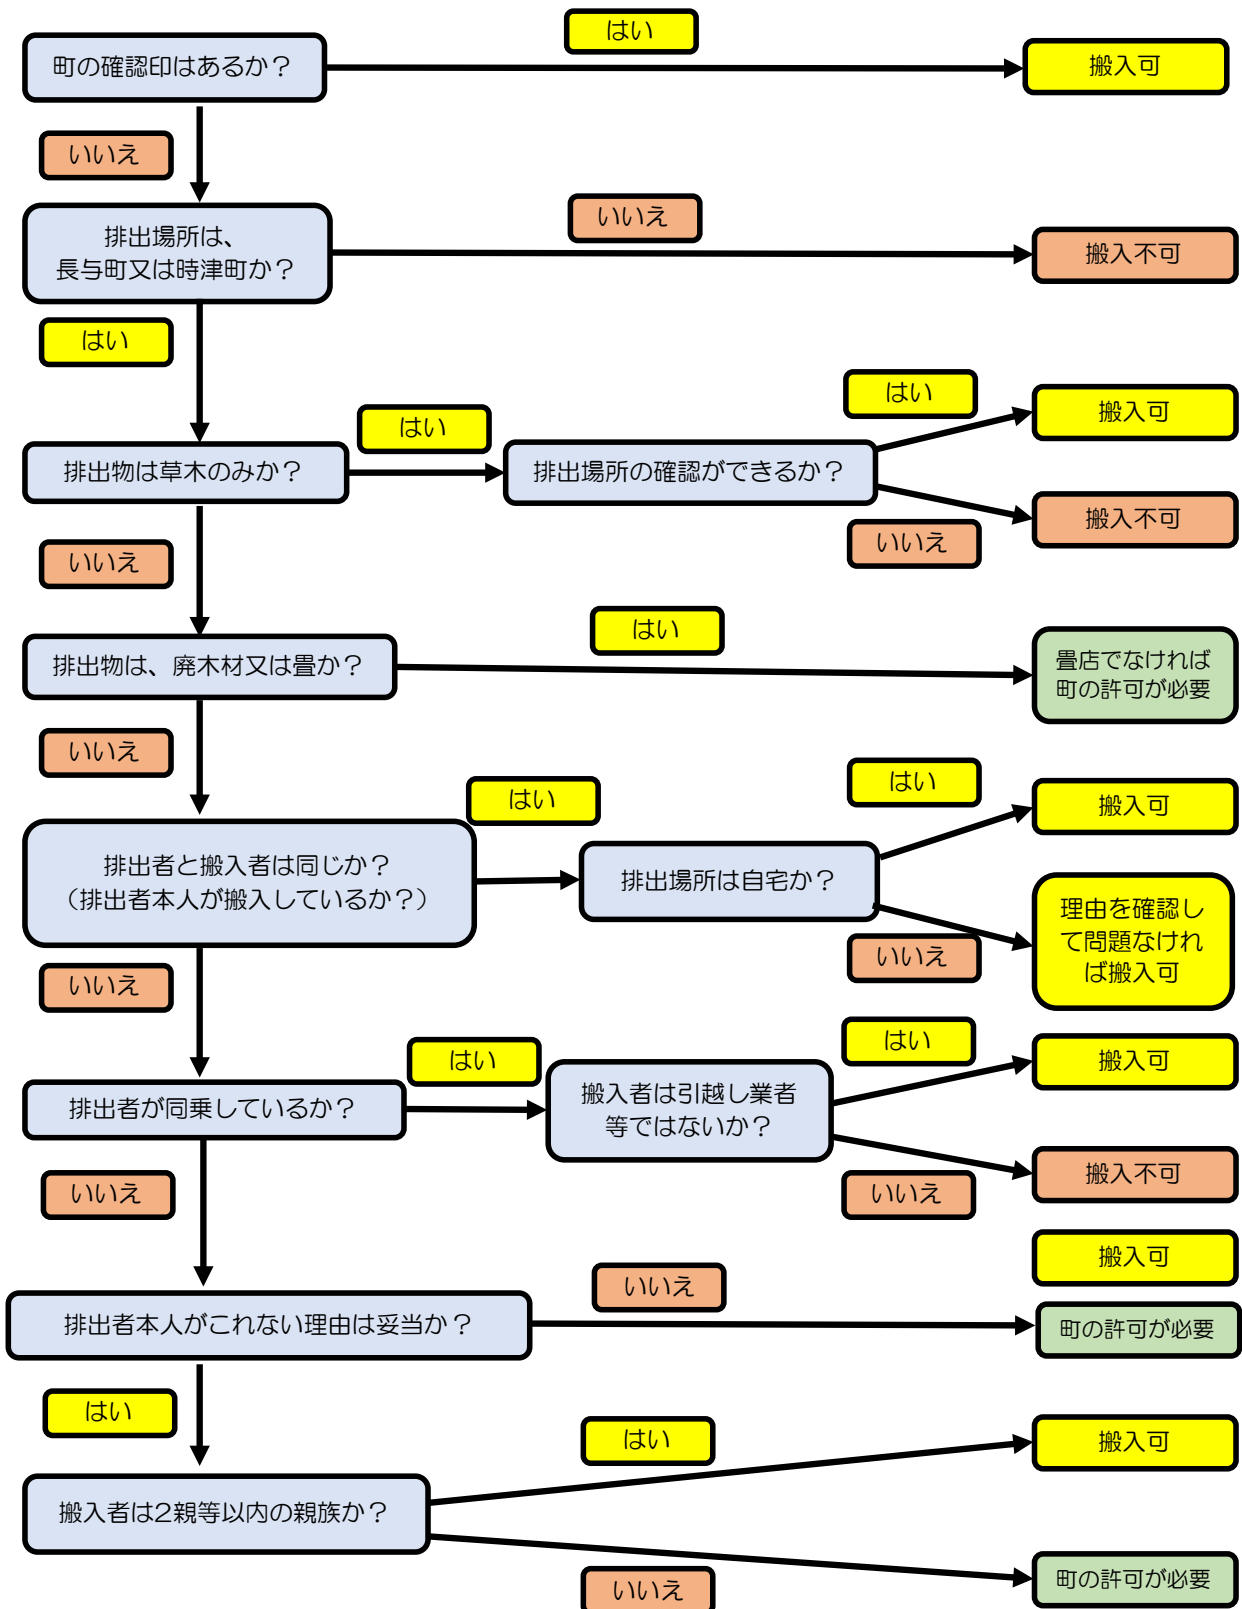 はい
町の確認印はあるか？
搬入可
いいえ
排出場所は、
長与町又は時津町か？
いいえ
搬入不可
はい
排出物は草木のみか？
はい
排出場所の確認ができるか？
はい
搬入可
いいえ
搬入不可
いいえ
排出物は、廃木材又は畳か？
はい
畳店でなければ
町の許可が必要
いいえ
排出者と搬入者は同じか？
（排出者本人が搬入しているか？）
はい
排出場所は自宅か？
はい
搬入可
いいえ
理由を確認し
て問題なけれ
ば搬入可
いいえ
排出者が同乗しているか？
はい
搬入者は引越し業者
等ではないか？
はい
搬入可
いいえ
搬入不可
いいえ
搬入可
排出者本人がこれない理由は妥当か？
いいえ
町の許可が必要
はい
搬入者は2親等以内の親族か？
はい
搬入可
いいえ
町の許可が必要